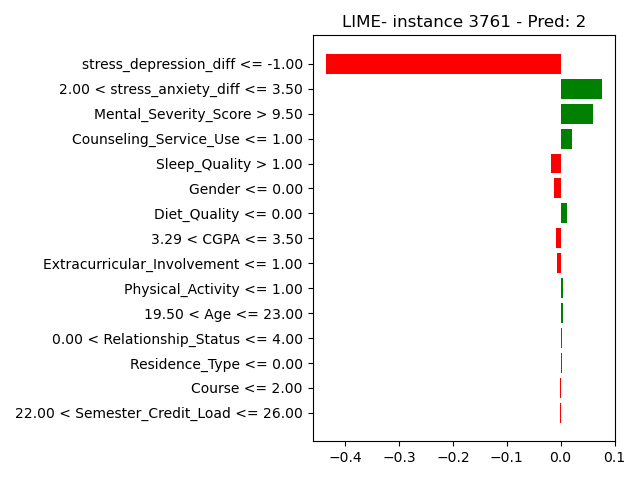 LIME- instance 3761 - Pred: 2
stress_depression_diff <= -1.00
2.00 < stress_anxiety_diff <= 3.50
Mental_Severity_Score > 9.50
Counseling_Service_Use <= 1.00
Sleep_Quality > 1.00
Gender <= 0.00
Diet_Quality <= 0.00
3.29 < CGPA <= 3.50
Extracurricular_Involvement <= 1.00
Physical_Activity <= 1.00
19.50 < Age <= 23.00
0.00 < Relationship_Status <= 4.00
Residence_Type <= 0.00
Course <= 2.00
22.00 < Semester_Credit_Load <= 26.00
−0.4 −0.3 −0.2 −0.1 0.0 0.1